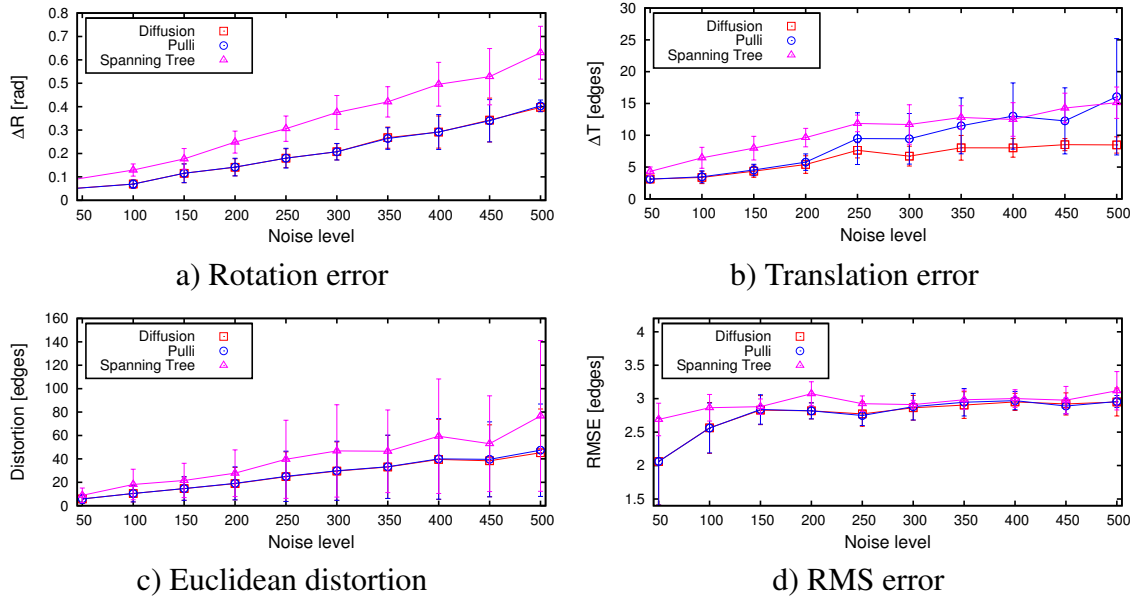 Diffusion
Pulli
Spanning Tree
ΔR [rad]
0.8
0.7
0.6
0.5
0.4
0.3
0.2
0.1
0
50 100 150 200 250 300 350 400 450 500
Noise level
a) Rotation error
Diffusion
Pulli
Spanning Tree
ΔT [edges]
30
25
20
15
10
5
0
50 100 150 200 250 300 350 400 450 500
Noise level
b) Translation error
Diffusion
Pulli
Spanning Tree
Distortion [edges]
160
140
120
100
80
60
40
20
0
50 100 150 200 250 300 350 400 450 500
Noise level
c) Euclidean distortion
Diffusion
Pulli
Spanning Tree
RMSE [edges]
4
3.5
3
2.5
2
1.5
50 100 150 200 250 300 350 400 450 500
Noise level
d) RMS error